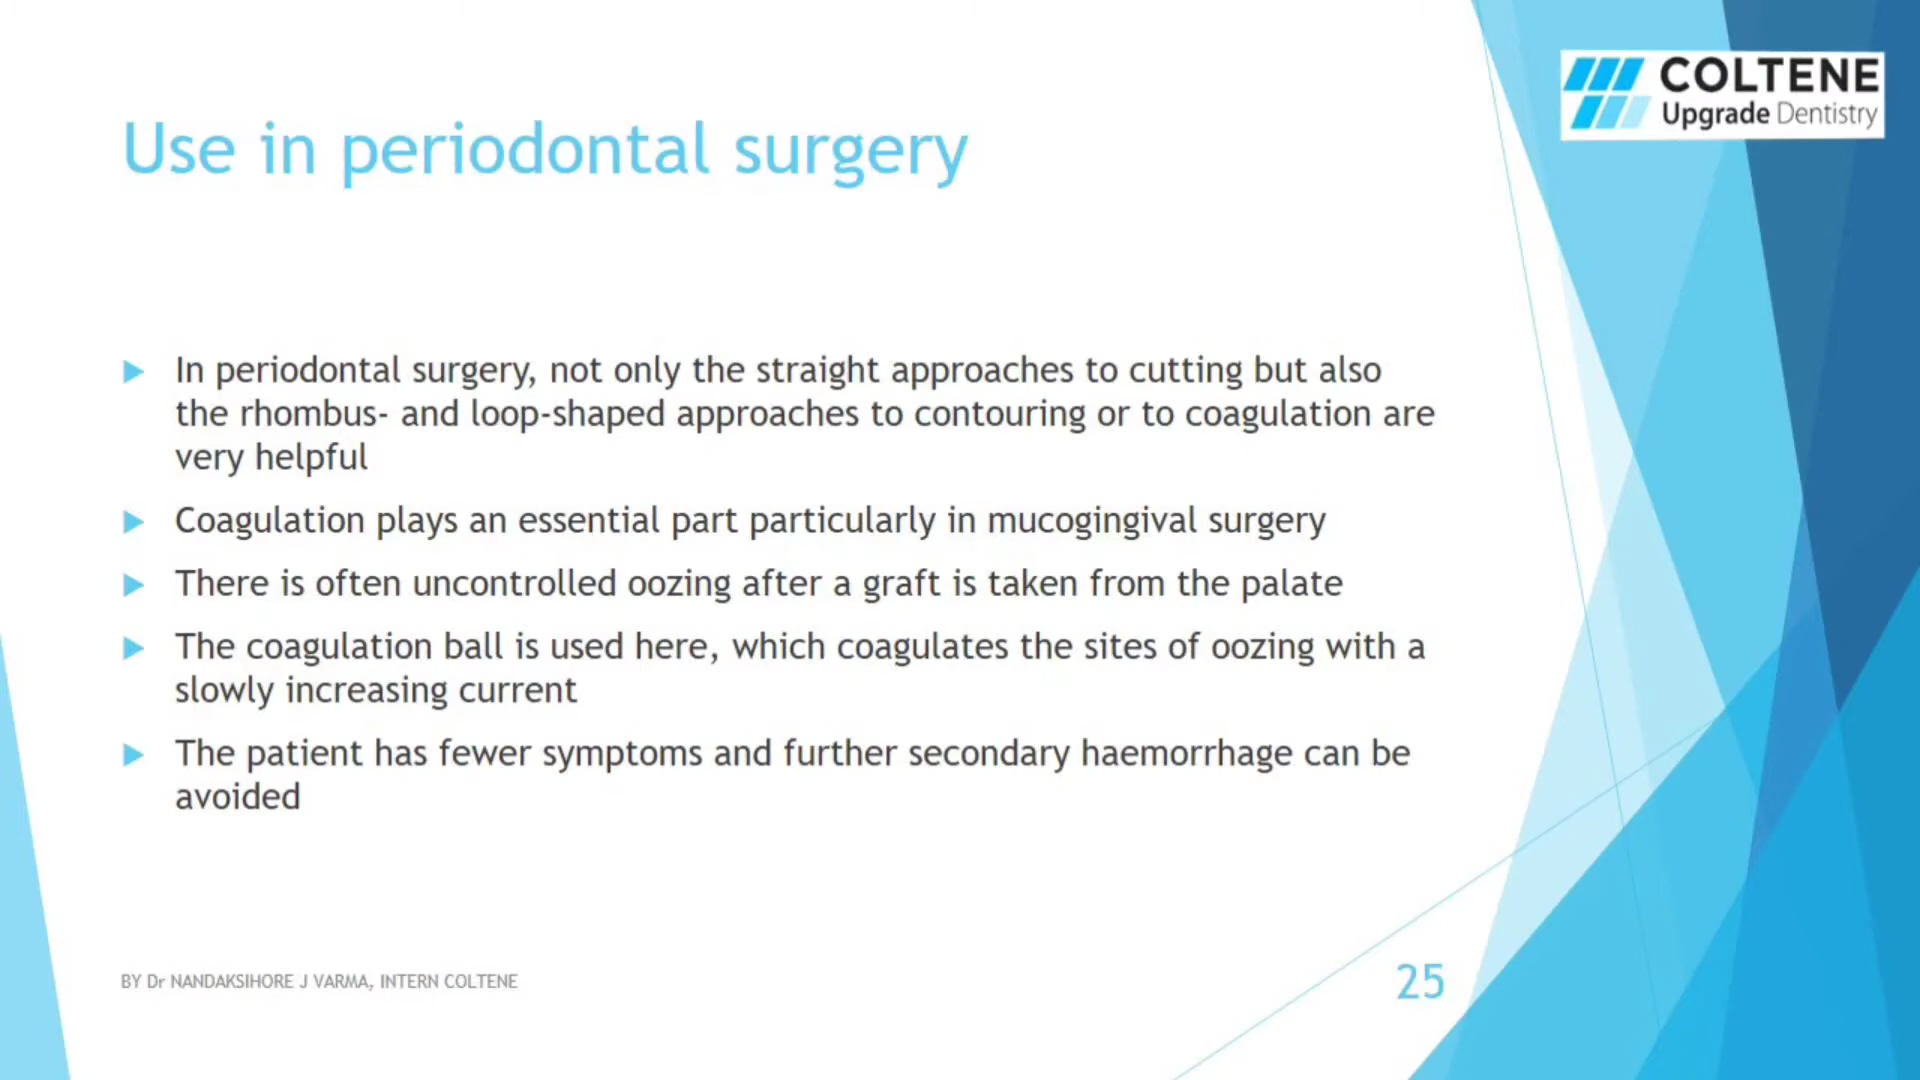 COLTENE
Upgrade Dentistry
Use in periodontal surgery
In periodontal surgery, not only the straight approaches to cutting but also
the rhombus- and loop-shaped approaches to contouring or to coagulation are
very helpful
Coagulation plays an essential part particularly in mucogingival surgery
There is often uncontrolled oozing after a graft is taken from the palate
The coagulation ball is used here, which coagulates the sites of oozing with a
slowly increasing current
The patient has fewer symptoms and further secondary haemorrhage can be
avoided
BY Dr NANDAKSIHORE J VARMA, INTERN COLTENE
25